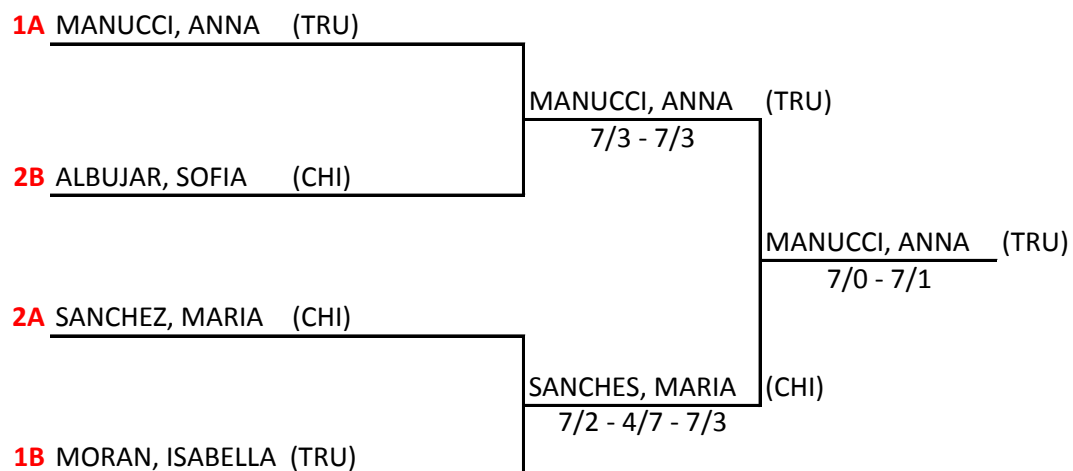 1A MANUCCI, ANNA (TRU)
MANUCCI, ANNA (TRU)
7/3 - 7/3
2B ALBUJAR, SOFIA (CHI)
MANUCCI, ANNA (TRU)
7/0 - 7/1
2A SANCHEZ, MARIA (CHI)
SANCHES, MARIA (CHI)
7/2 - 4/7 - 7/3
1B MORAN, ISABELLA (TRU)